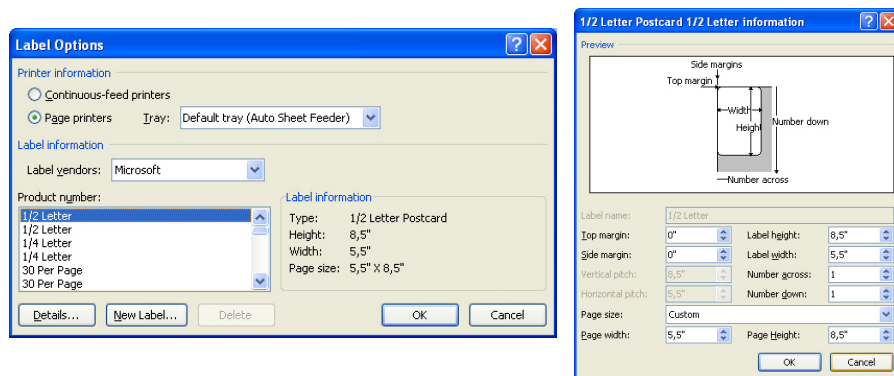 Label Options
Printer information
Continuous-feed printers
Page printers Tray: Default tray (Auto Sheet Feeder)
Label information
Label vendors: Microsoft
Product number:
1/2 Letter
1/2 Letter
1/4 Letter
1/4 Letter
30 Per Page
30 Per Page
Label information
Type: 1/2 Letter Postcard
Height: 8,5"
Width: 5,5"
Page size: 5,5" X 8,5"
Details... New Label... Delete OK Cancel
1/2 Letter Postcard 1/2 Letter information
Preview
Side margins
Top margin
Width
Height
Number down
Number across
Label name: 1/2 Letter
Top margin: 0" Label height: 8,5"
Side margin: 0" Label width: 5,5"
Vertical pitch: 8,5" Number across: 1
Horizontal pitch: 5,5" Number down: 1
Page size: Custom
Page width: 5,5" Page Height: 8,5"
OK Cancel